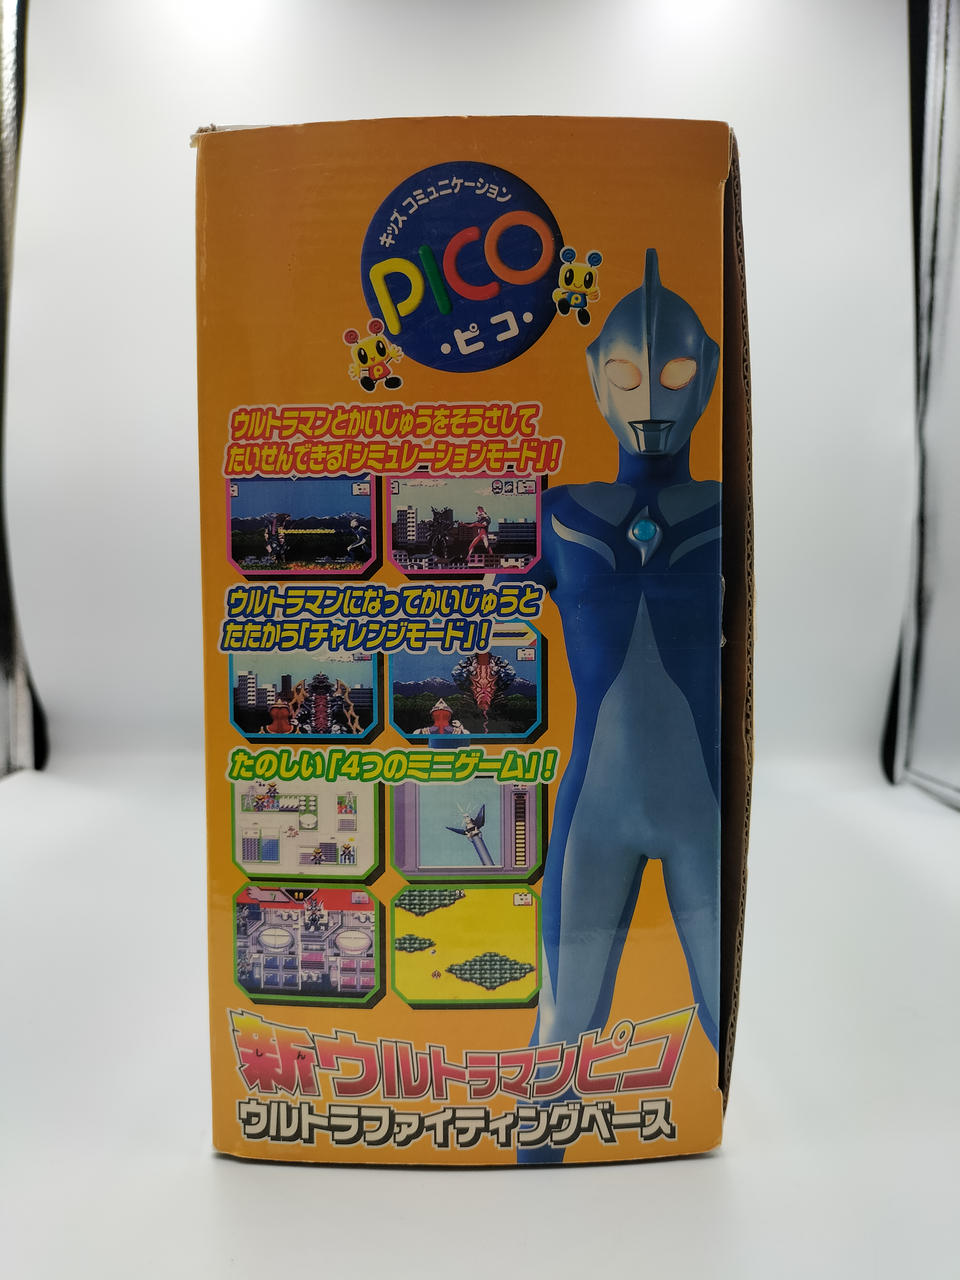 キッズ コミュニケーション
PICO
・ピコ・
ウルトラマンとかいじゅうをそうさして
たいせんできる「シミュレーションモード」!
ウルトラマンになってかいじゅうと
たたかう「チャレンジモード」!
たのしい「4つのミニゲーム」!
新ウルトラマンピコ
しん
ウルトラファイティングベース